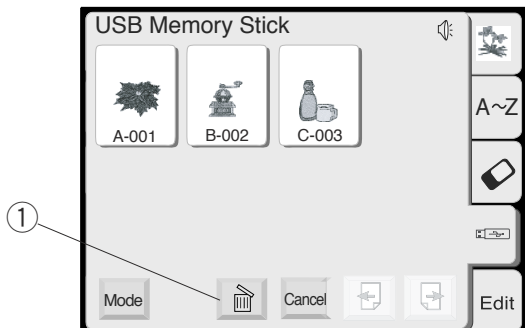 USB Memory Stick
A~Z
A-001 B-002 C-003
1
Mode Cancel Edit